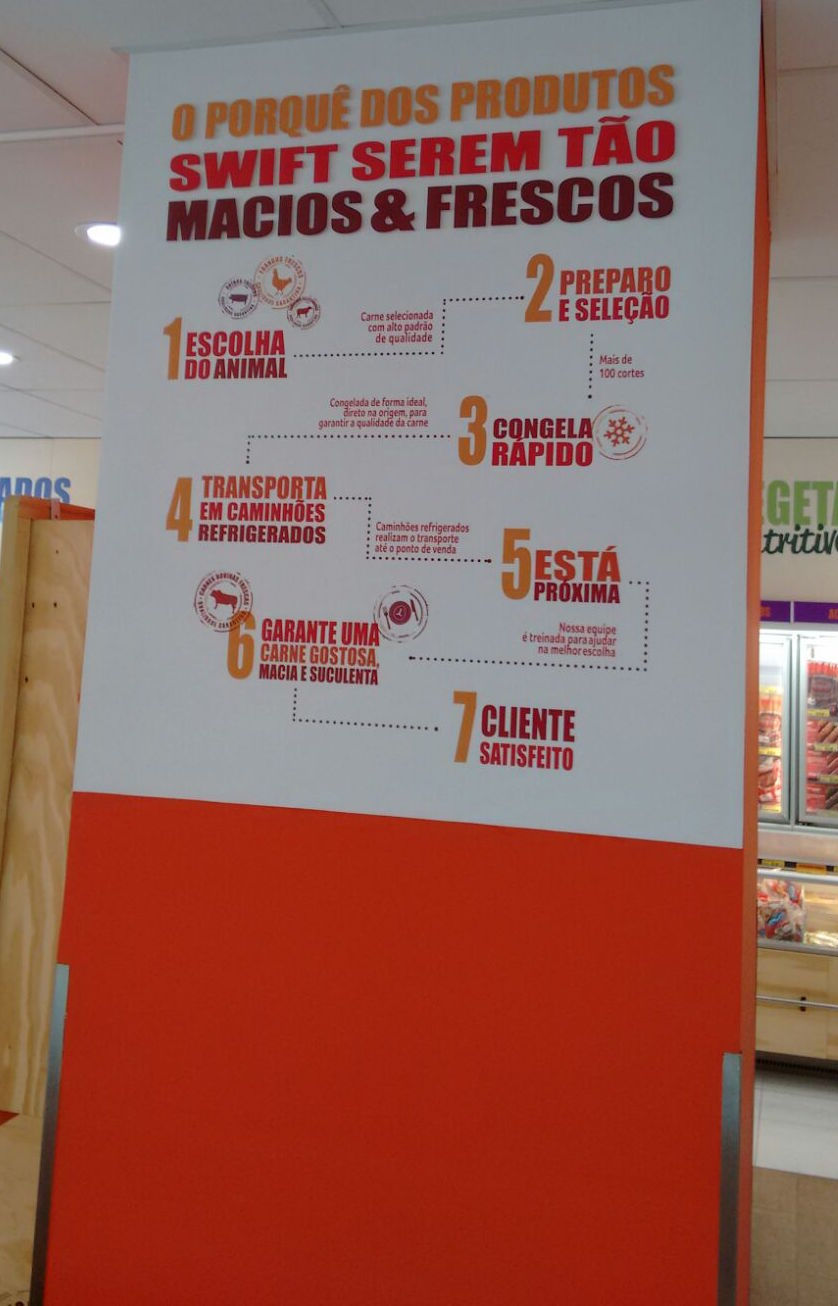 O PORQUÊ DOS PRODUTOS
SWIFT SEREM TÃO
MACIOS & FRESCOS
1 ESCOLHA
DO ANIMAL
Carne selecionada
com alto padrão
de qualidade
2 PREPARO
E SELEÇÃO
Mais de
100 cortes
3 CONGELA
RÁPIDO
Congelada de forma ideal,
direto na origem, para
garantir a qualidade da carne
4 TRANSPORTA
EM CAMINHÕES
REFRIGERADOS
Caminhões refrigerados
realizam o transporte
até o ponto de venda
5 ESTÁ
PRÓXIMA
Nossa equipe
é treinada para ajudar
na melhor escolha
6 GARANTE UMA
CARNE GOSTOSA,
MACIA E SUCULENTA
7 CLIENTE
SATISFEITO
ADOS
EGET
tritiv